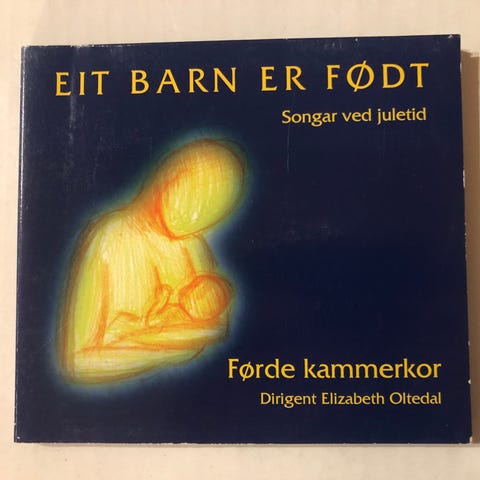 EIT BARN ER FØDT
Songar ved juletid
Førde kammerkor
Dirigent Elizabeth Oltedal